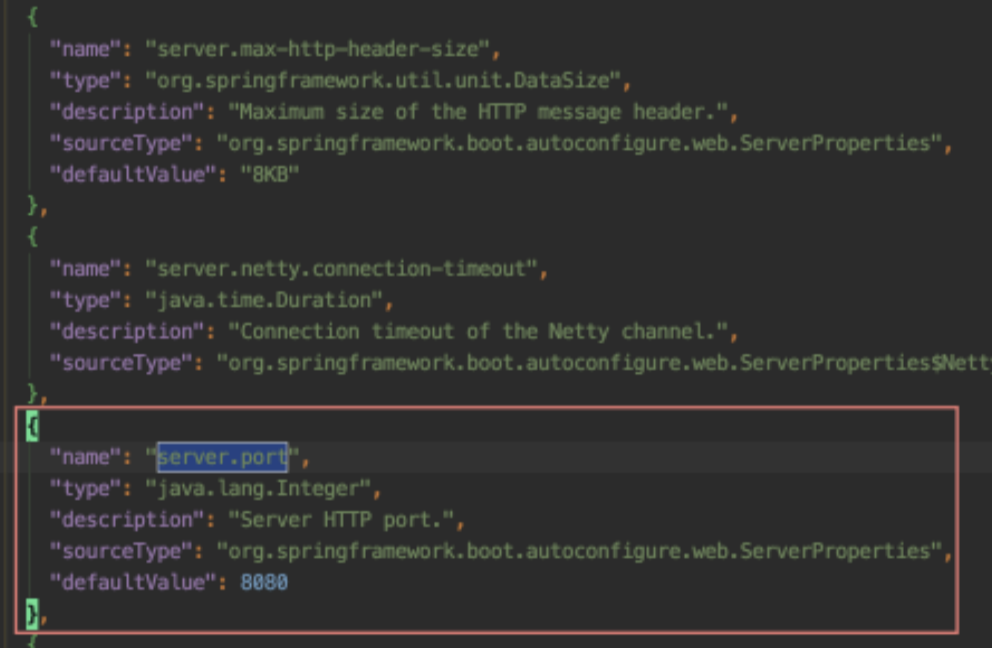 {
"name": "server.max-http-header-size",
"type": "org.springframework.util.unit.DataSize",
"description": "Maximum size of the HTTP message header.",
"sourceType": "org.springframework.boot.autoconfigure.web.ServerProperties",
"defaultValue": "8KB"
},
{
"name": "server.netty.connection-timeout",
"type": "java.time.Duration",
"description": "Connection timeout of the Netty channel.",
"sourceType": "org.springframework.boot.autoconfigure.web.ServerProperties$Netty
},
{
"name": "server.port",
"type": "java.lang.Integer",
"description": "Server HTTP port.",
"sourceType": "org.springframework.boot.autoconfigure.web.ServerProperties",
"defaultValue": 8080
},
{